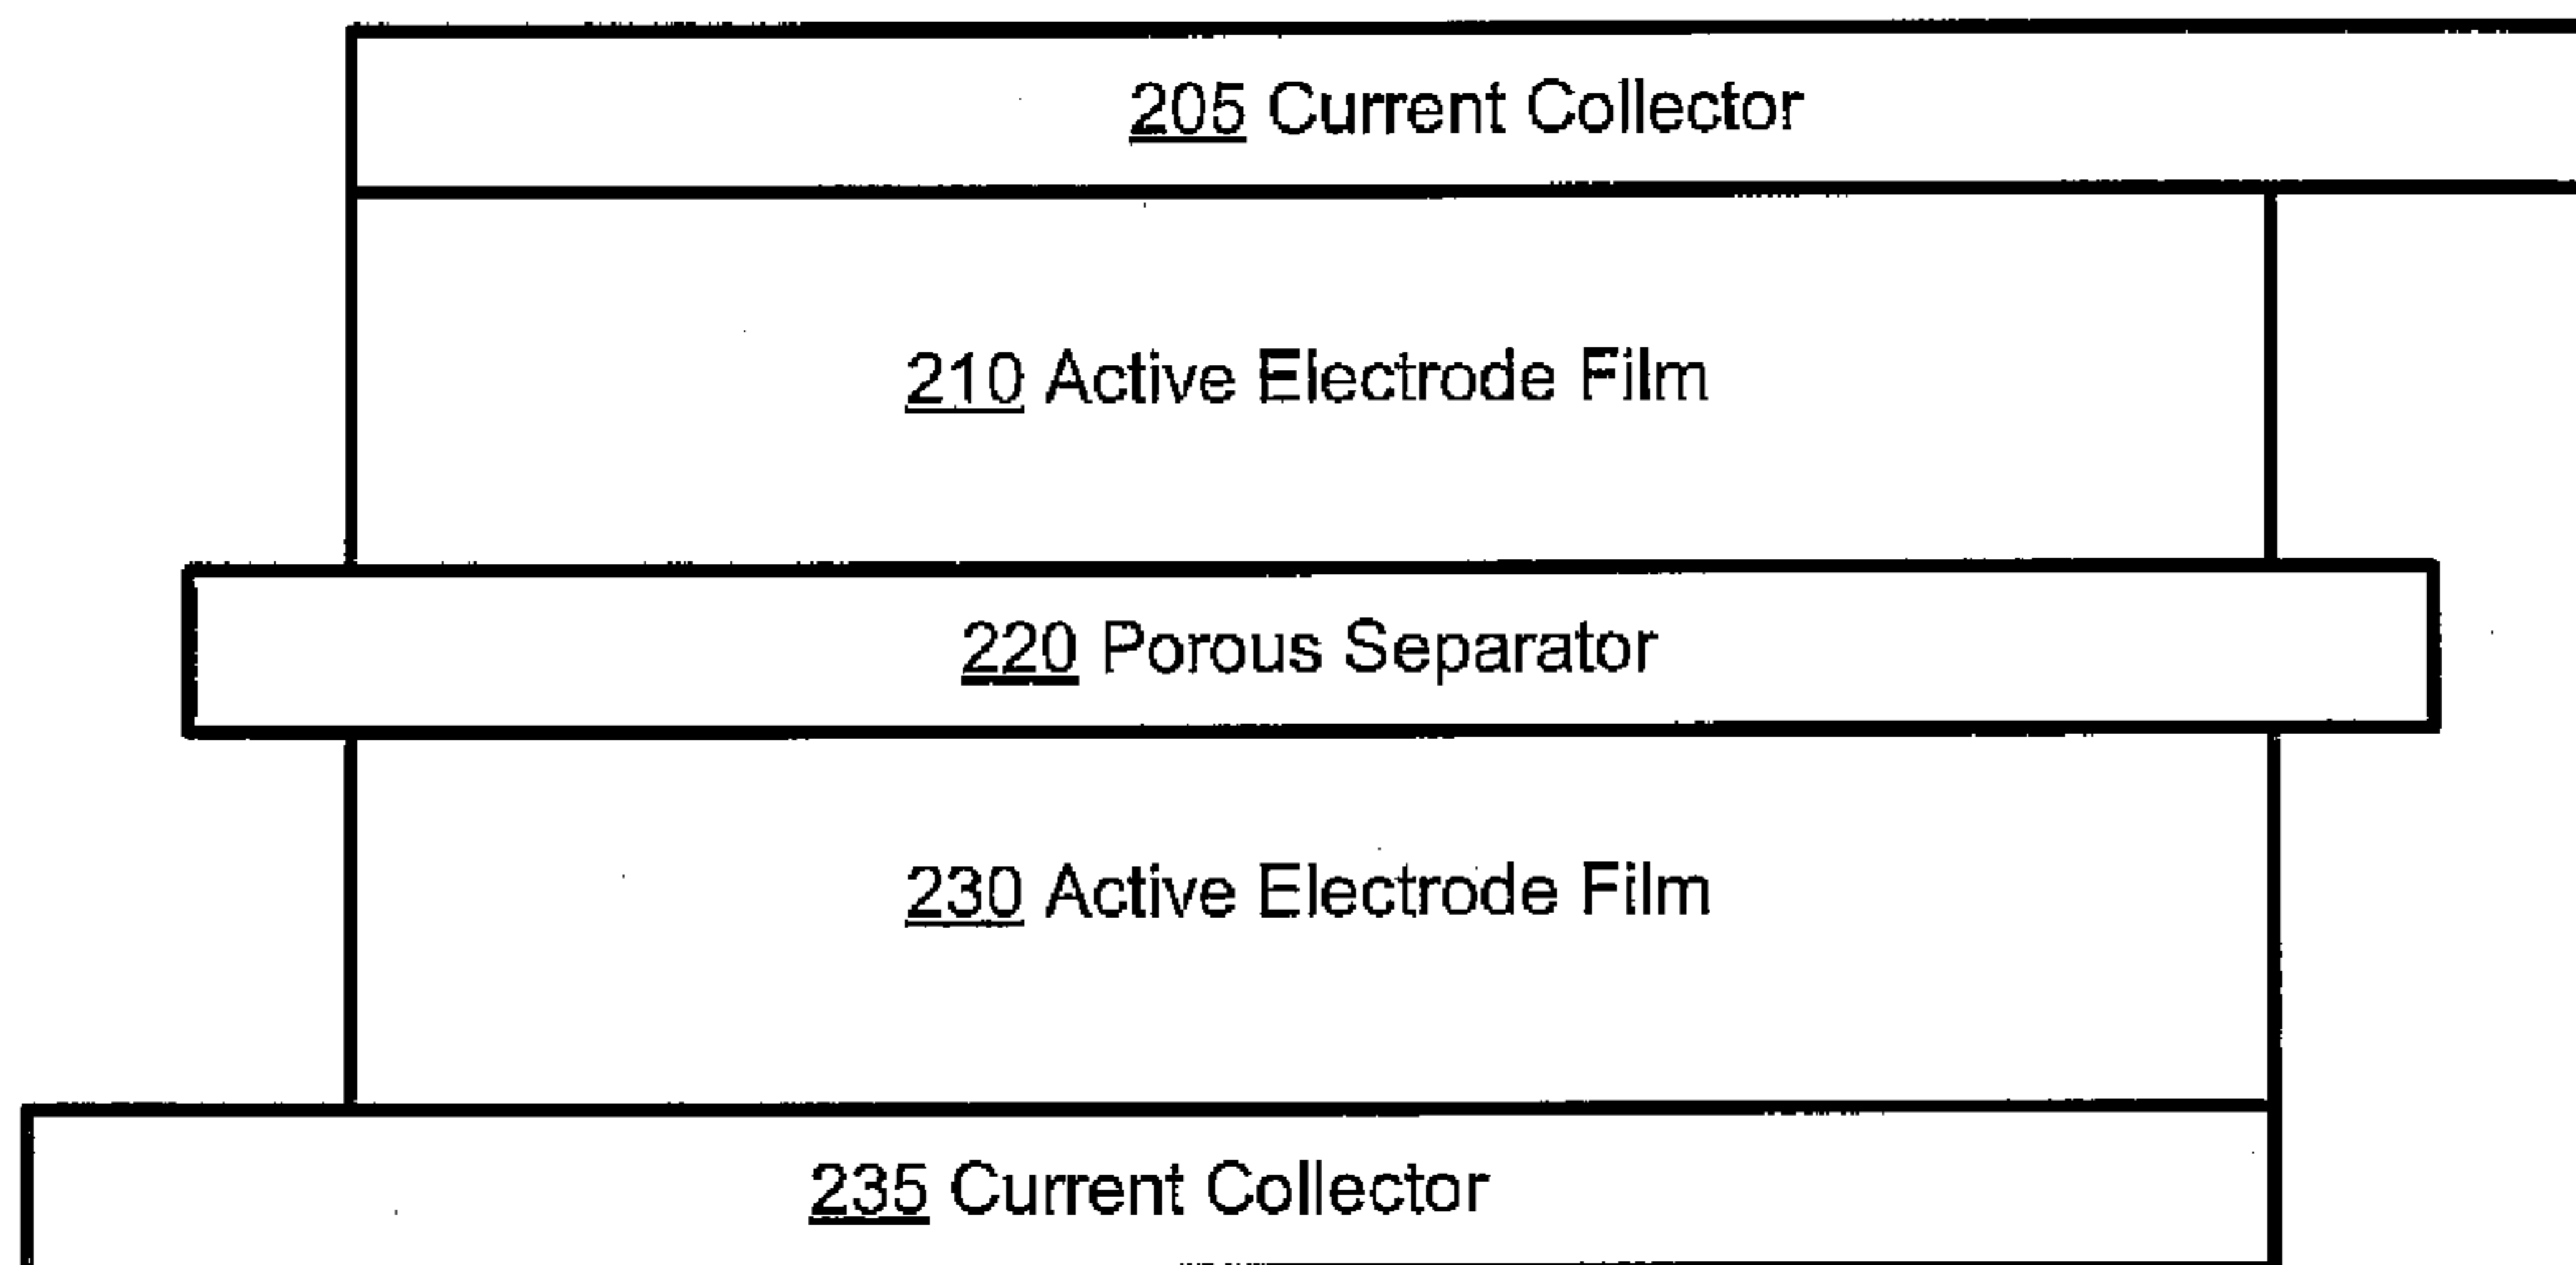 205 Current Collector
210 Active Electrode Film
220 Porous Separator
230 Active Electrode Film
235 Current Collector